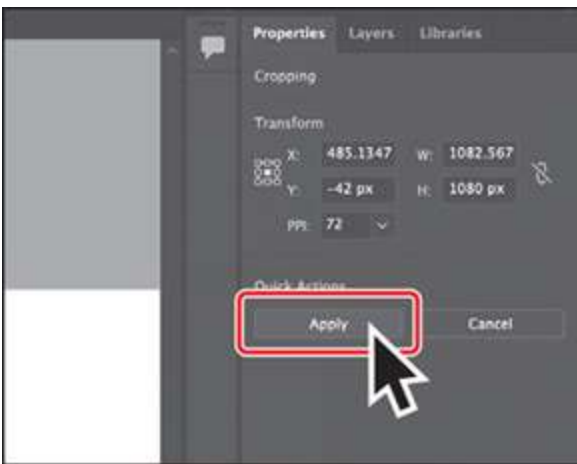 Properties Layers Libraries
Cropping
Transform
X: 485.1347 W: 1082.567
Y: -42 px H: 1080 px
PPI: 72
Quick Actions
Apply Cancel